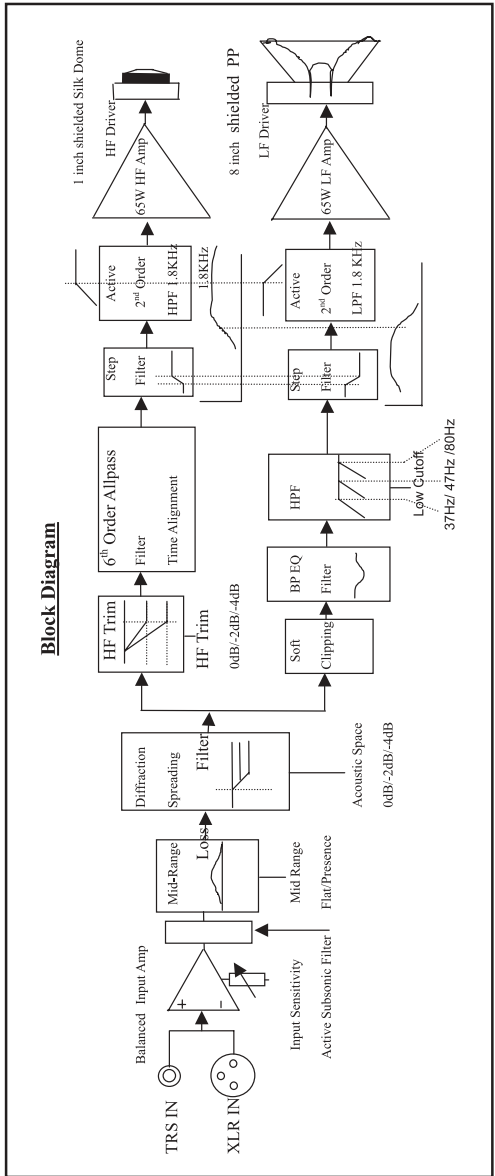 Block Diagram
TRS IN
XLR IN
Balanced Input Amp
+
-
Input Sensitivity
Active Subsonic Filter
Mid-Range
Mid Range
Flat/Presence
Diffraction
Spreading
Loss
Filter
Acoustic Space
0dB/-2dB/-4dB
HF Trim
HF Trim
0dB/-2dB/-4dB
6th Order Allpass
Filter
Time Alignment
Step
Filter
Active
2nd Order
HPF 1.8KHz
1.8KHz
65W HF Amp
1 inch shielded Silk Dome
HF Driver
Soft
Clipping
BP EQ
Filter
HPF
Low Cutoff
37Hz/ 47Hz /80Hz
Step
Filter
Active
2nd Order
LPF 1.8 KHz
65W LF Amp
8 inch shielded PP
LF Driver